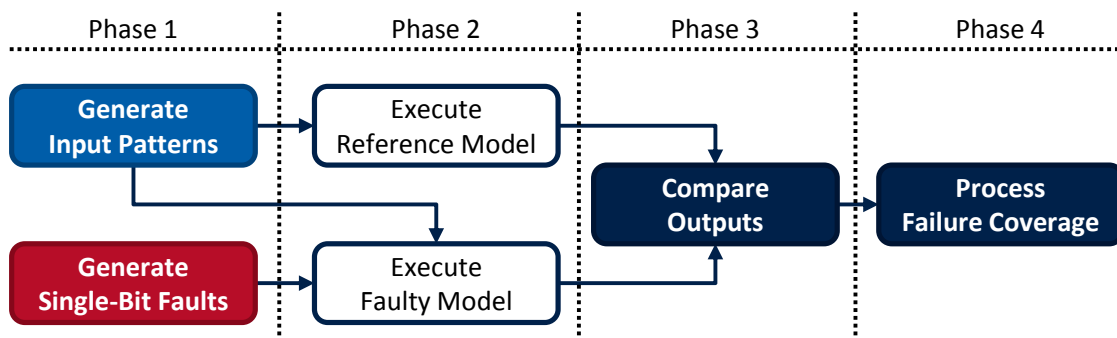 Phase 1
Phase 2
Phase 3
Phase 4
Generate
Input Patterns
Execute
Reference Model
Compare
Outputs
Process
Failure Coverage
Generate
Single-Bit Faults
Execute
Faulty Model